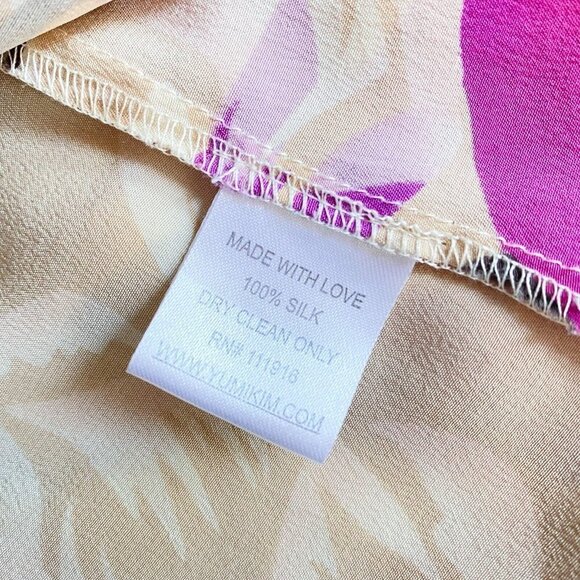 MADE WITH LOVE
100% SILK
DRY CLEAN ONLY
RN# 111916
WWW.YUMIKIM.COM